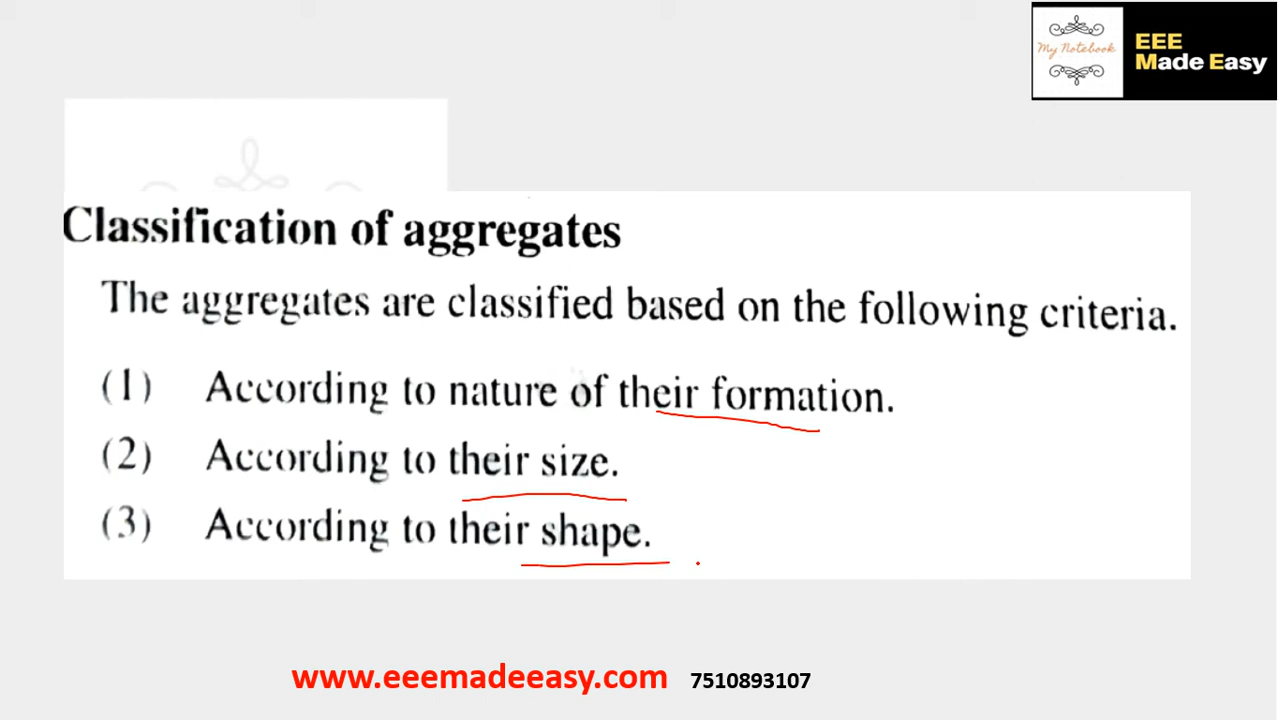 My Notebook
EEE
Made Easy
Classification of aggregates
The aggregates are classified based on the following criteria.
(1) According to nature of their formation.
(2) According to their size.
(3) According to their shape.
www.eeemadeeasy.com 7510893107